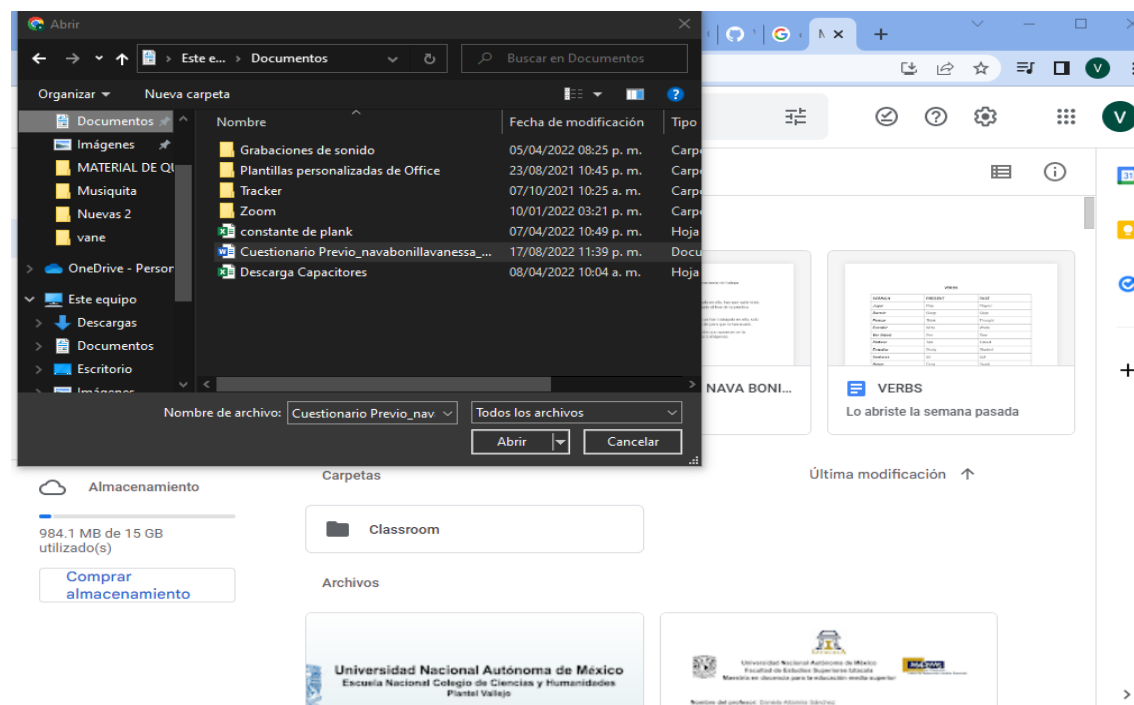 Abrir
Este e... > Documentos
Buscar en Documentos
Organizar
Nueva carpeta
Nombre
Fecha de modificación
Tipo
Documentos
Imágenes
MATERIAL DE QU
Musiquita
Nuevas 2
vane
OneDrive - Person
Este equipo
Descargas
Documentos
Escritorio
Imágenes
Grabaciones de sonido 05/04/2022 08:25 p. m. Carp
Plantillas personalizadas de Office 23/08/2021 10:45 p. m. Carp
Tracker 07/10/2021 10:25 a. m. Carp
Zoom 10/01/2022 03:21 p. m. Carp
constante de plank 07/04/2022 10:49 p. m. Hoja
Cuestionario Previo_navabonillavanessa_... 17/08/2022 11:39 p. m. Docu
Descarga Capacitores 08/04/2022 10:04 a. m. Hoja
Nombre de archivo: Cuestionario Previo_nav
Todos los archivos
Abrir
Cancelar
V
V
31
VERBS
NAVA BONI...
VERBS
Lo abriste la semana pasada
Almacenamiento
984.1 MB de 15 GB
utilizado(s)
Comprar
almacenamiento
Carpetas
Última modificación
Classroom
Archivos
Universidad Nacional Autónoma de México
Escuela Nacional Colegio de Ciencias y Humanidades
Plantel Vallejo
Universidad Nacional Autónoma de México
Facultad de Estudios Superiores Iztacala
Maestría en docencia para la educación media superior